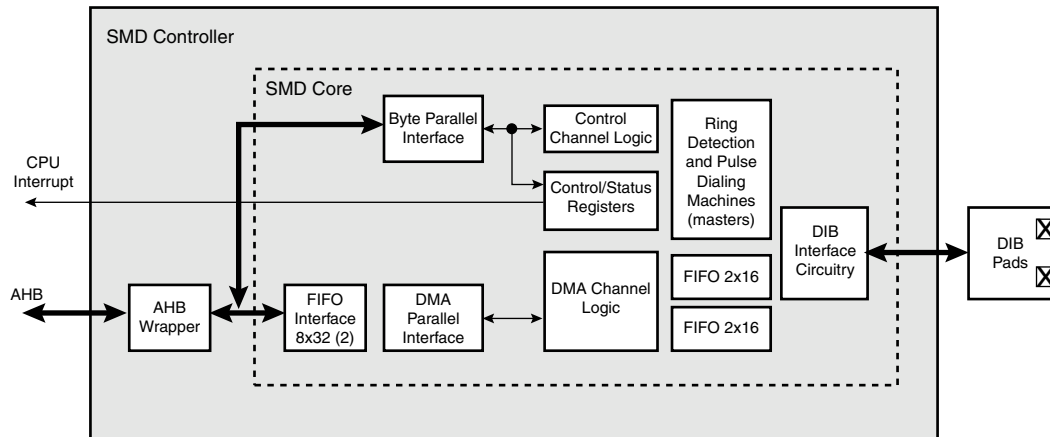 SMD Controller
SMD Core
Byte Parallel
Interface
Control
Channel Logic
Ring
Detection
and Pulse
Dialing
Machines
(masters)
CPU
Interrupt
Control/Status
Registers
DIB
Interface
Circuitry
DIB
Pads
AHB
AHB
Wrapper
FIFO
Interface
8x32 (2)
DMA
Parallel
Interface
DMA Channel
Logic
FIFO 2x16
FIFO 2x16